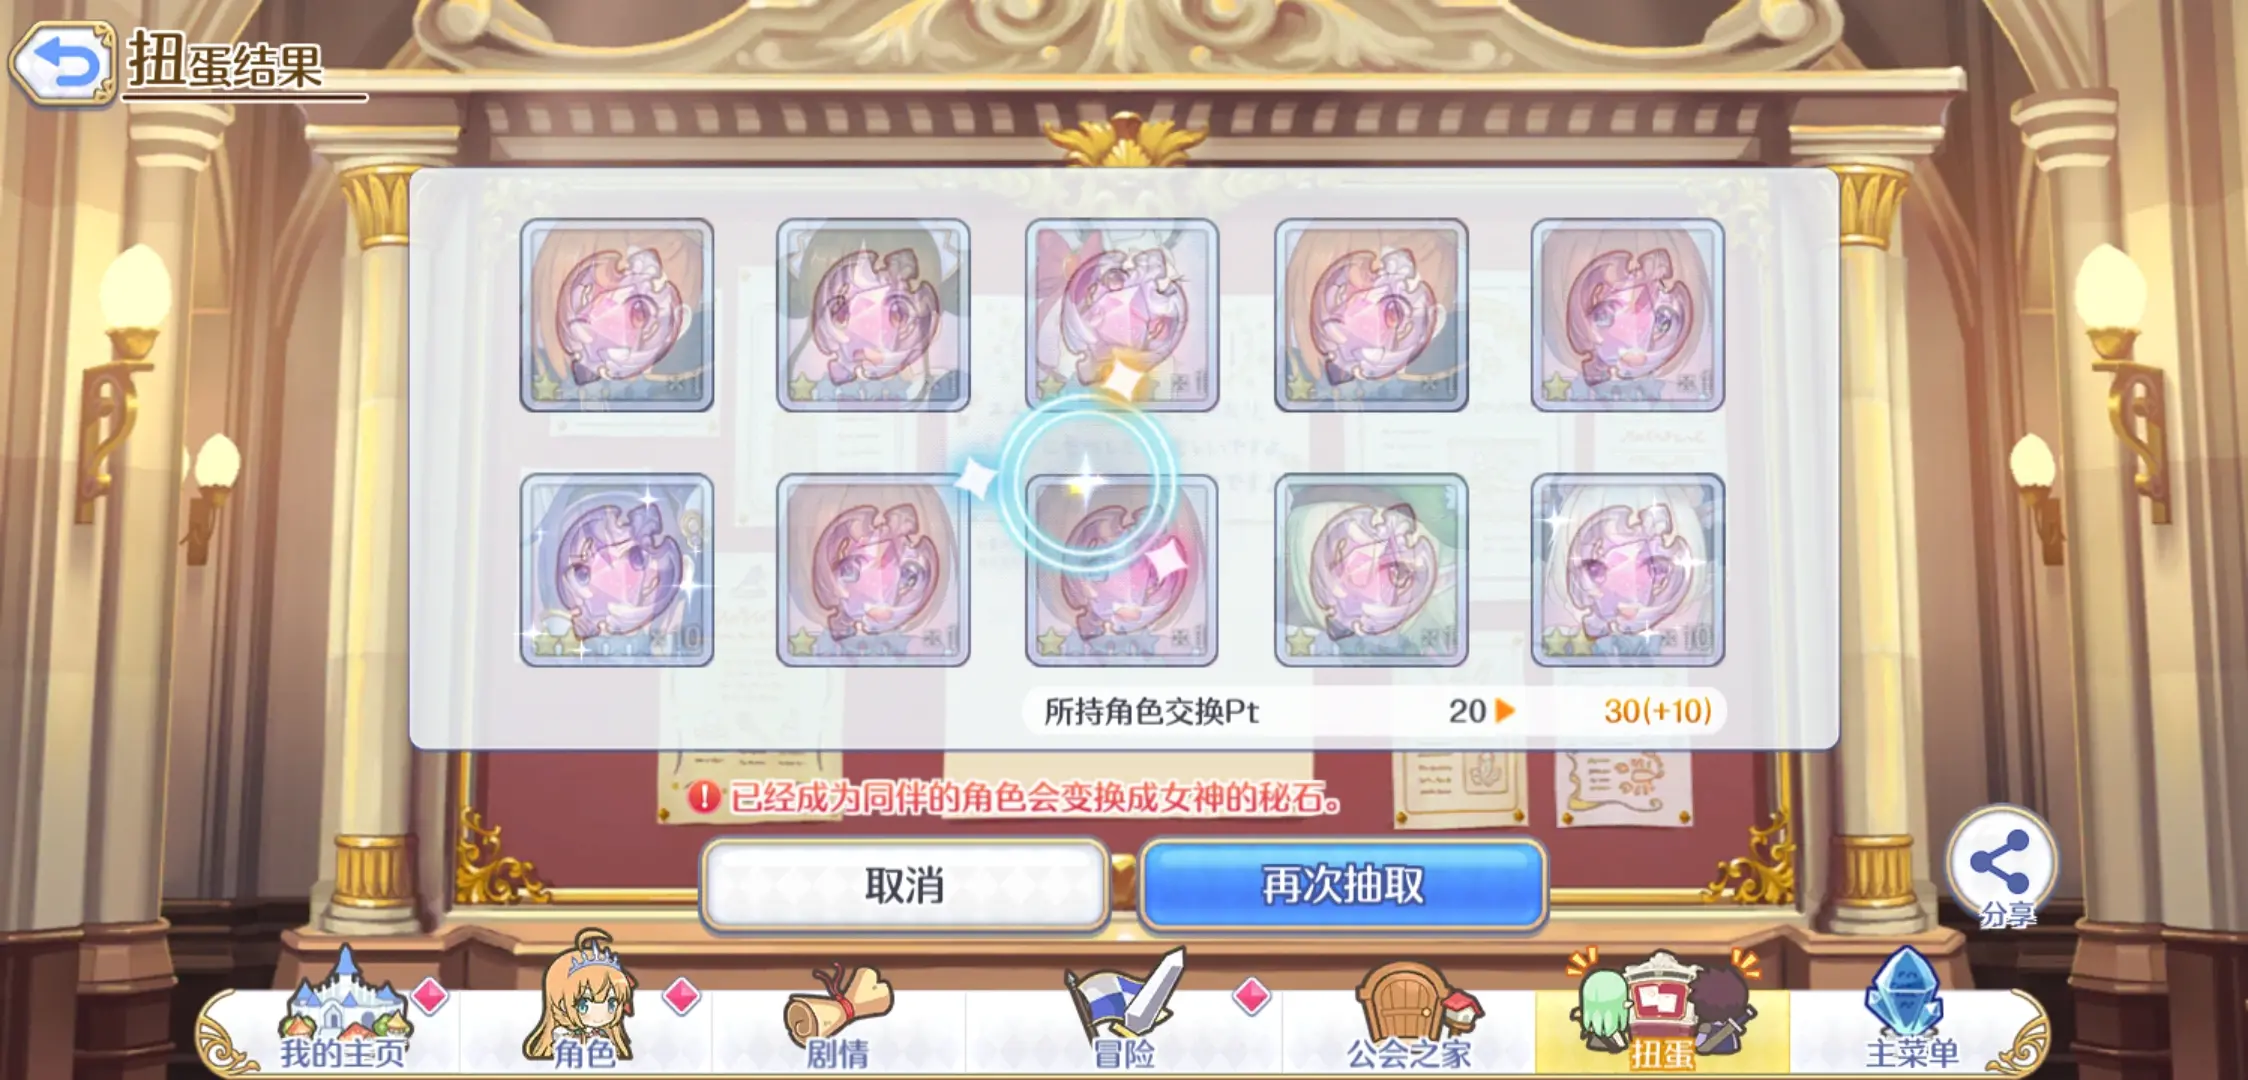 扭蛋结果
所持角色交换Pt 20 30(+10)
已经成为同伴的角色会变换成女神的秘石。
取消 再次抽取
分享
我的主页 角色 剧情 冒险 公会之家 扭蛋 主菜单